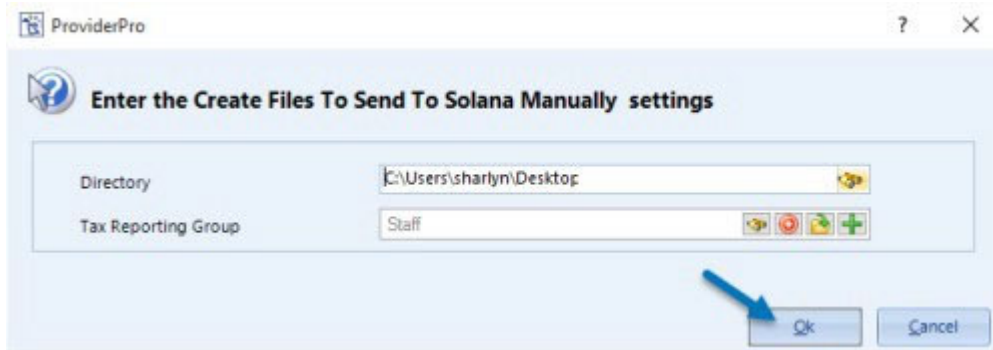 ProviderPro
?
Enter the Create Files To Send To Solana Manually settings
Directory C:\Users\sharlyn\Desktop
Tax Reporting Group Staff
Ok Cancel